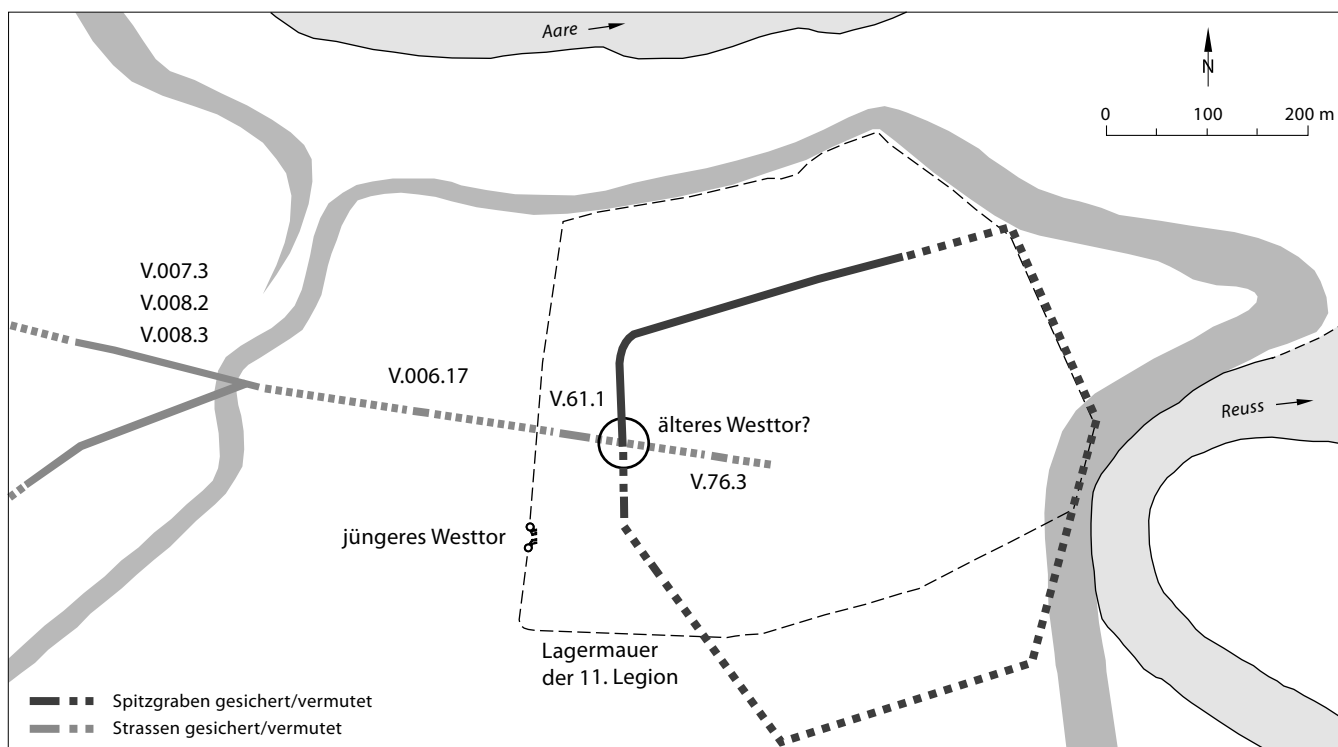 Aare
N
0 100 200 m
V.007.3
V.008.2
V.008.3
V.006.17
V.61.1
älteres Westtor?
V.76.3
Reuss
jüngeres Westtor
Lagermauer
der 11. Legion
Spitzgraben gesichert/vermutet
Strassen gesichert/vermutet